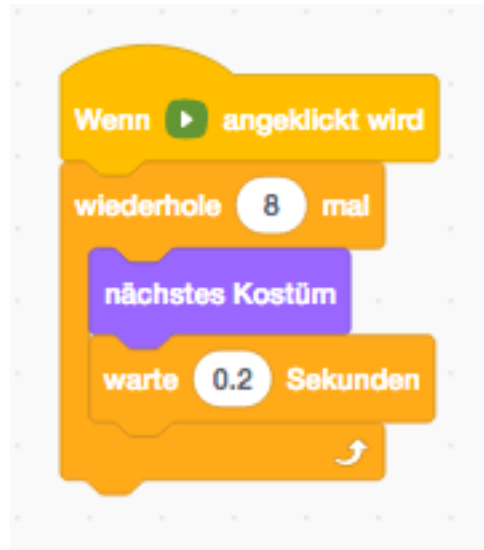 Wenn angeklickt wird
wiederhole 8 mal
nächstes Kostüm
warte 0.2 Sekunden